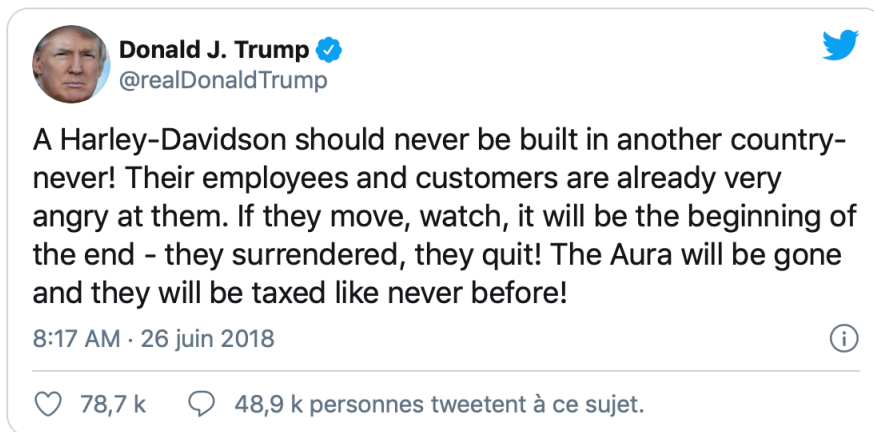 Donald J. Trump
@realDonaldTrump
A Harley-Davidson should never be built in another country-
never! Their employees and customers are already very
angry at them. If they move, watch, it will be the beginning of
the end - they surrendered, they quit! The Aura will be gone
and they will be taxed like never before!
8:17 AM · 26 juin 2018
78,7 k 48,9 k personnes tweetent à ce sujet.